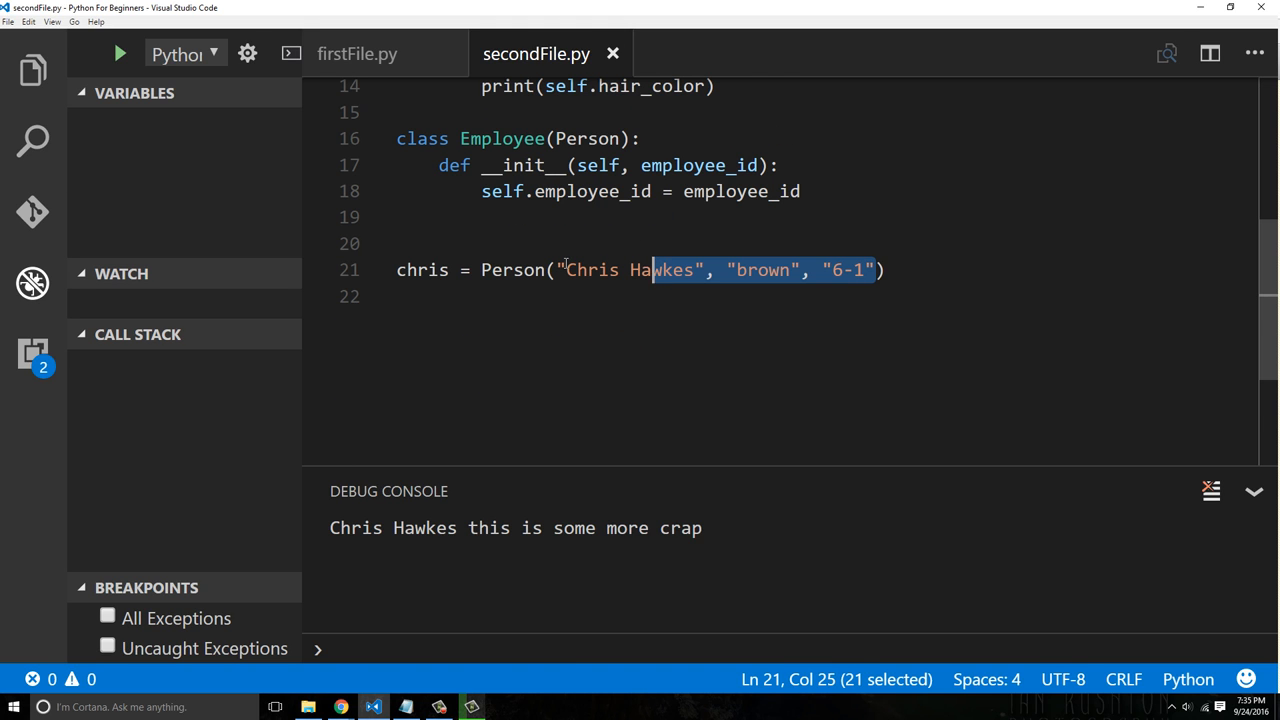 secondFile.py - Python For Beginners - Visual Studio Code
File Edit View Go Help
Python
firstFile.py
secondFile.py
VARIABLES
WATCH
CALL STACK
2
BREAKPOINTS
All Exceptions
Uncaught Exceptions
14 print(self.hair_color)
15
16 class Employee(Person):
17 def __init__(self, employee_id):
18 self.employee_id = employee_id
19
20
21 chris = Person("Chris Hawkes", "brown", "6-1")
22
DEBUG CONSOLE
Chris Hawkes this is some more crap
0 0
Ln 21, Col 25 (21 selected) Spaces: 4 UTF-8 CRLF Python
I'm Cortana. Ask me anything.
7:35 PM
9/24/2016